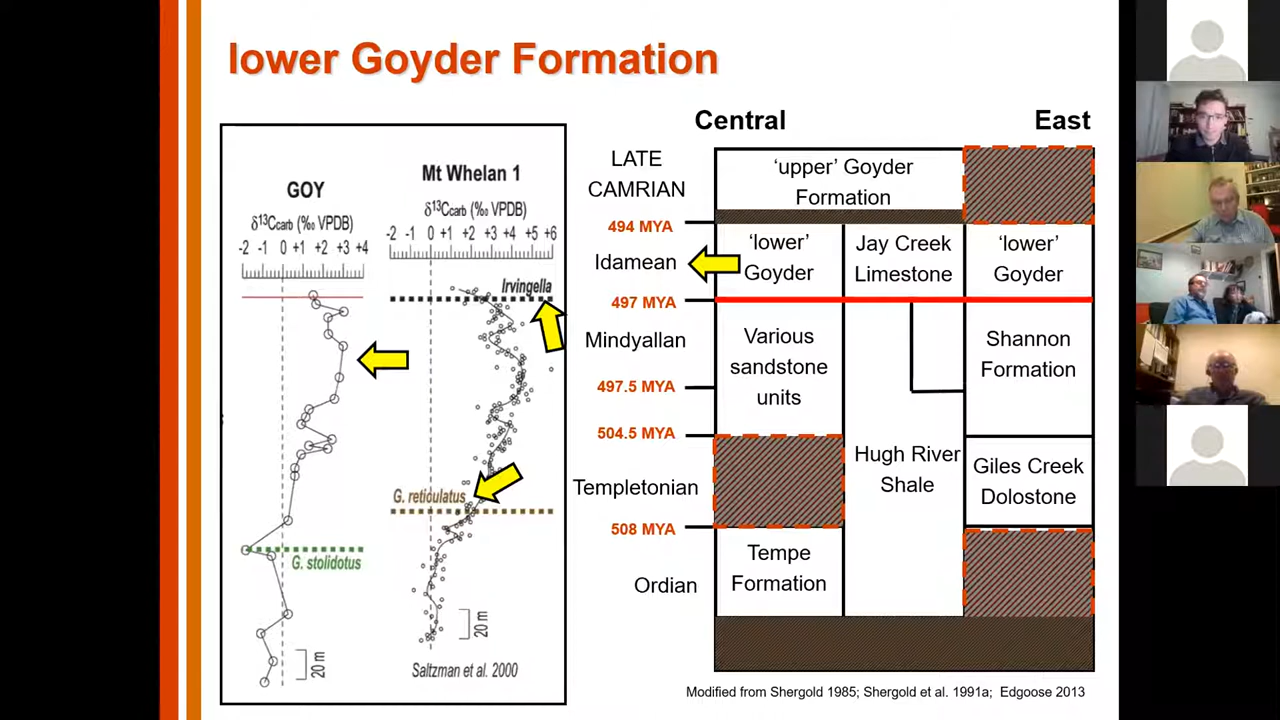 lower Goyder Formation
GOY
δ¹³Ccarb (‰ VPDB)
-2 -1 0 +1 +2 +3 +4
G. stolidotus
20 m
Mt Whelan 1
δ¹³Ccarb (‰ VPDB)
-2 -1 0 +1 +2 +3 +4 +5 +6
Irvingella
G. reticulatus
20 m
Saltzman et al. 2000
Central
East
LATE
CAMRIAN
494 MYA
Idamean
497 MYA
Mindyallan
497.5 MYA
504.5 MYA
Templetonian
508 MYA
Ordian
‘upper’ Goyder
Formation
‘lower’
Goyder
Jay Creek
Limestone
‘lower’
Goyder
Various
sandstone
units
Shannon
Formation
Hugh River
Shale
Giles Creek
Dolostone
Tempe
Formation
Modified from Shergold 1985; Shergold et al. 1991a; Edgoose 2013